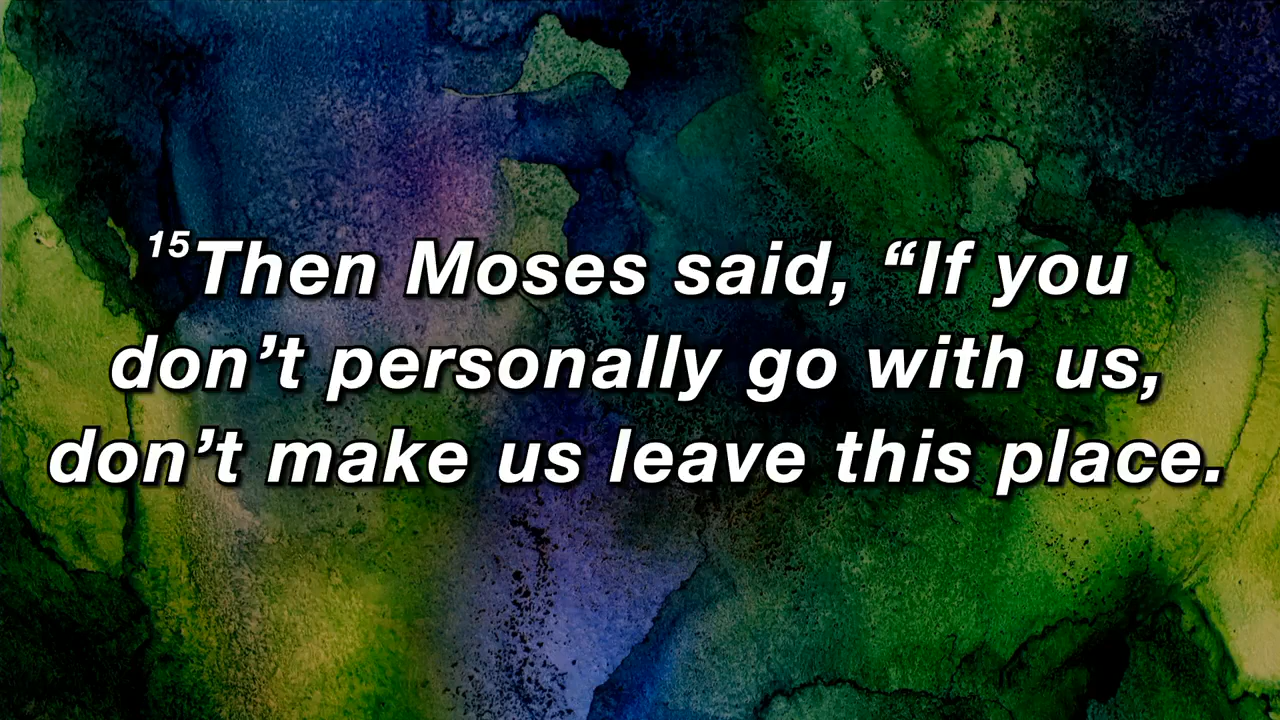 15Then Moses said, “If you
don’t personally go with us,
don’t make us leave this place.